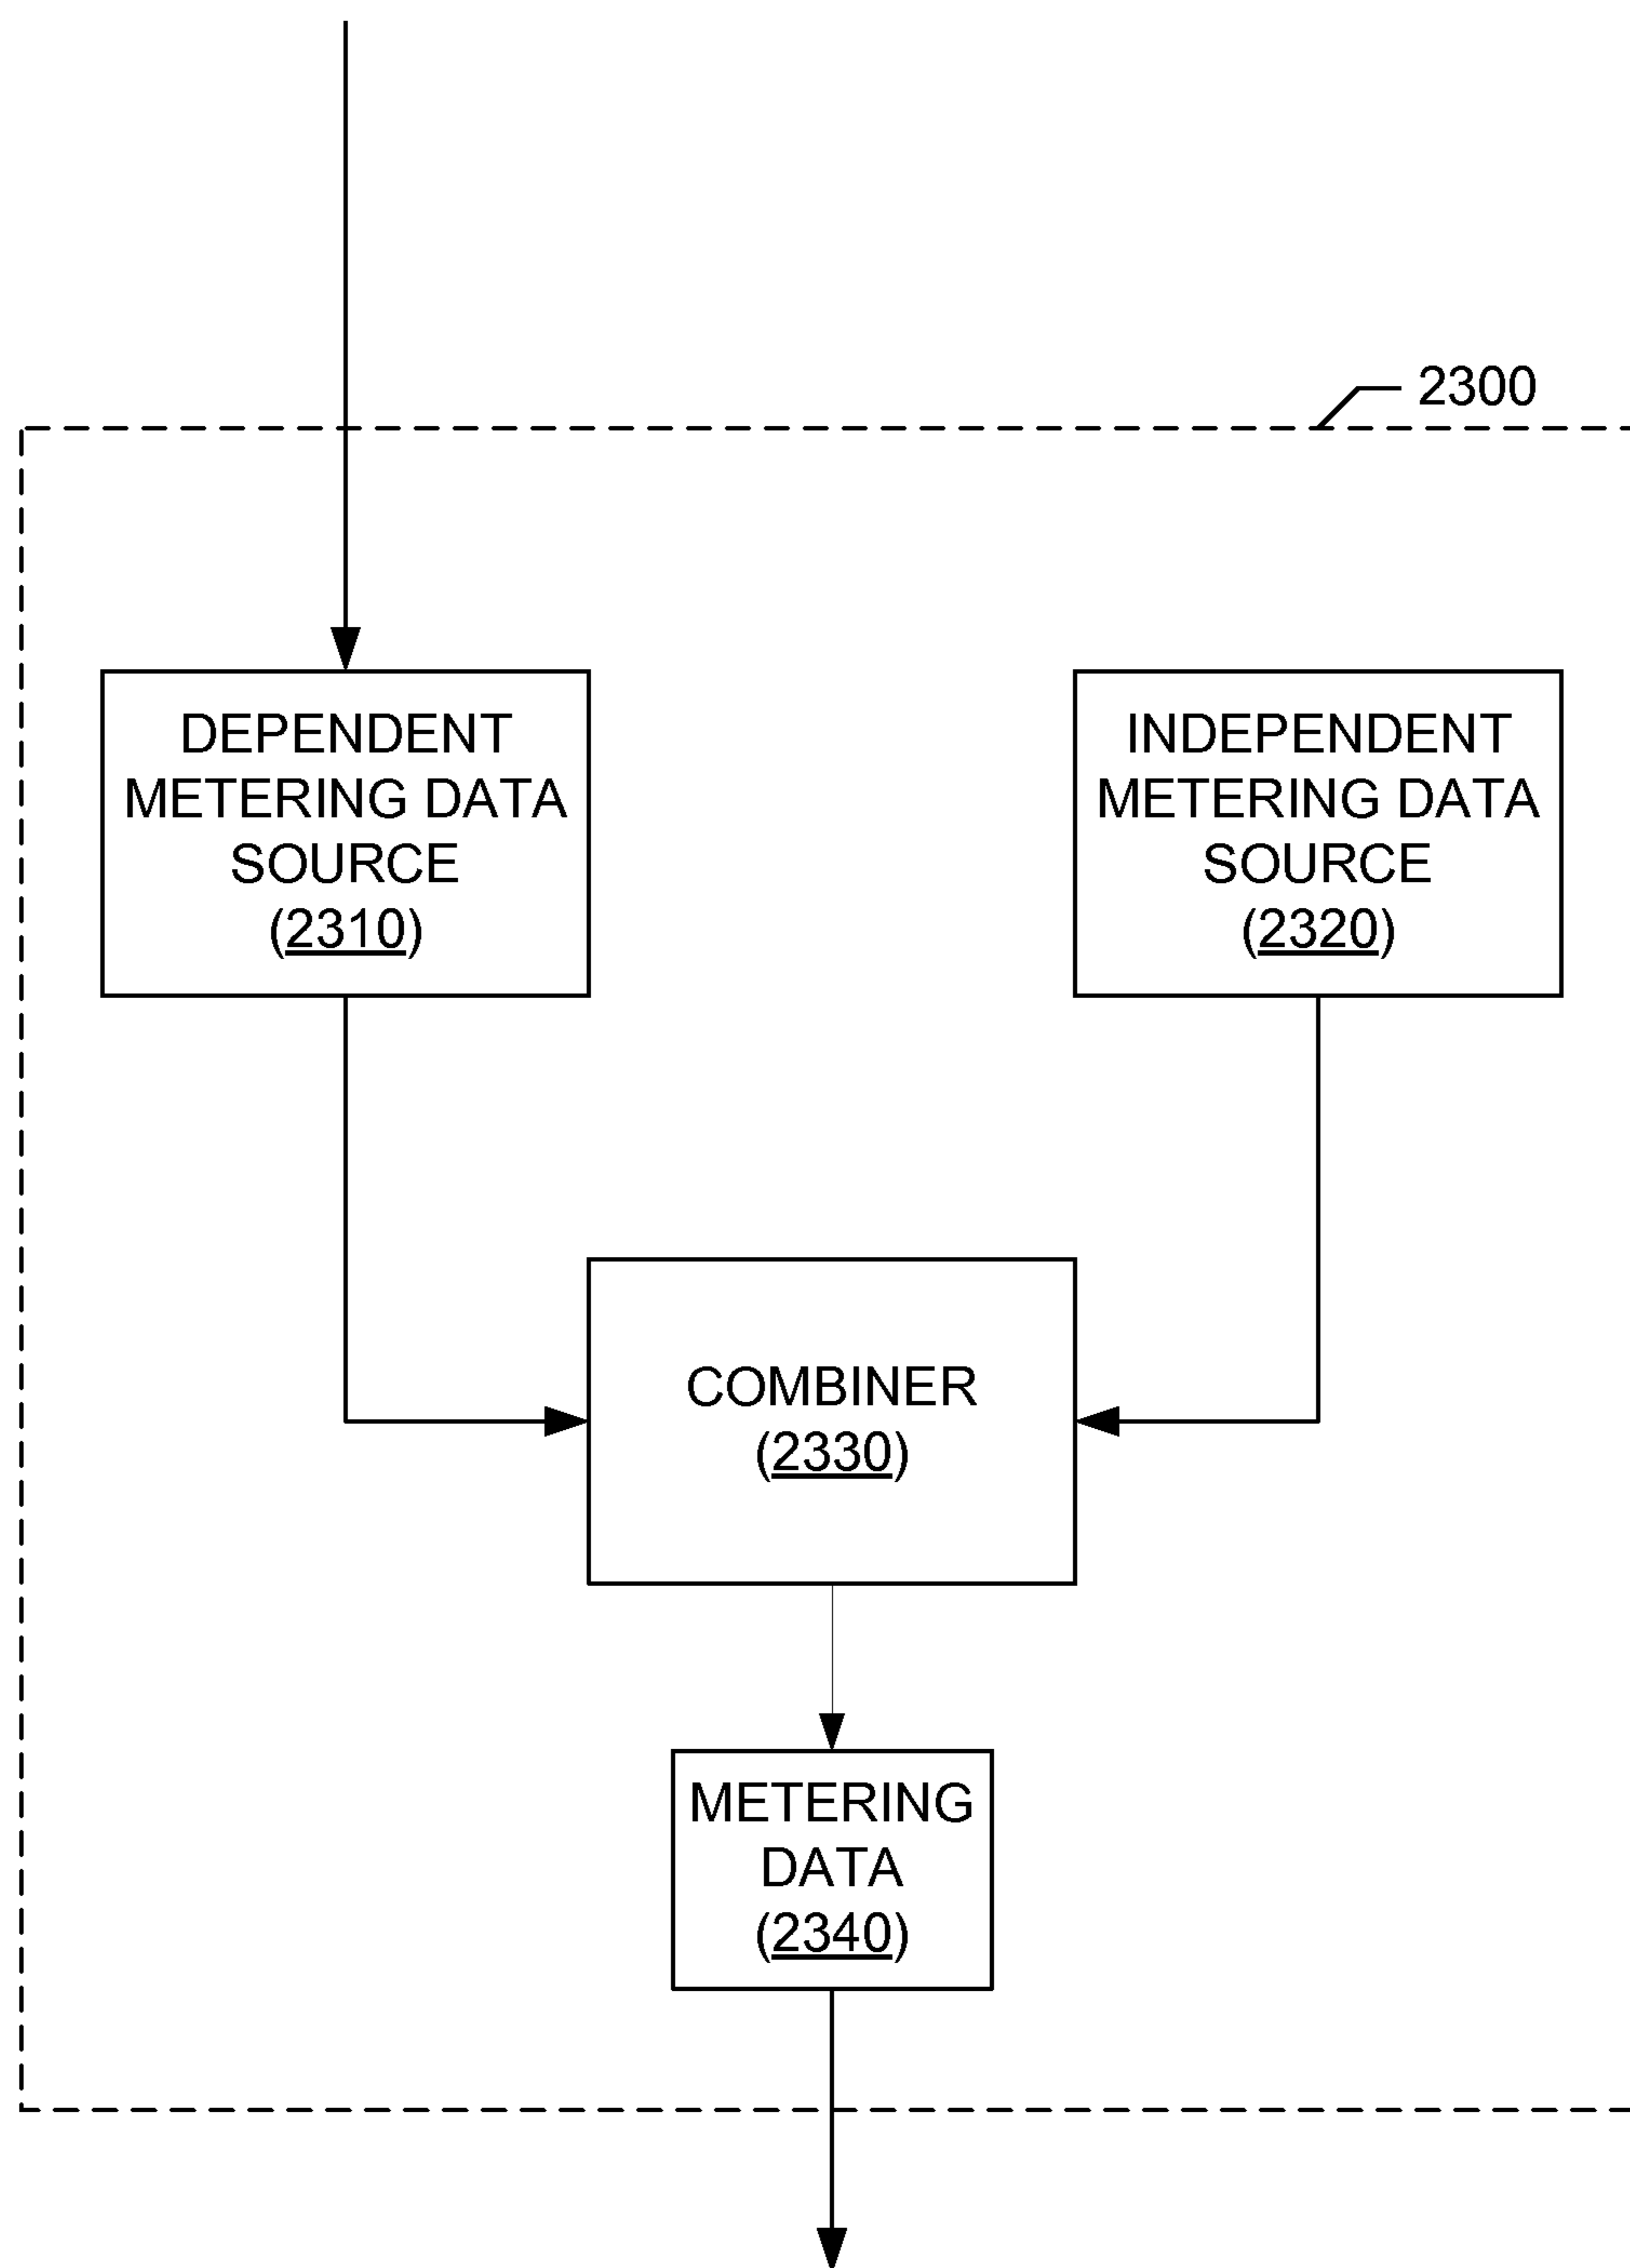 2300
DEPENDENT
METERING DATA
SOURCE
(2310)
INDEPENDENT
METERING DATA
SOURCE
(2320)
COMBINER
(2330)
METERING
DATA
(2340)